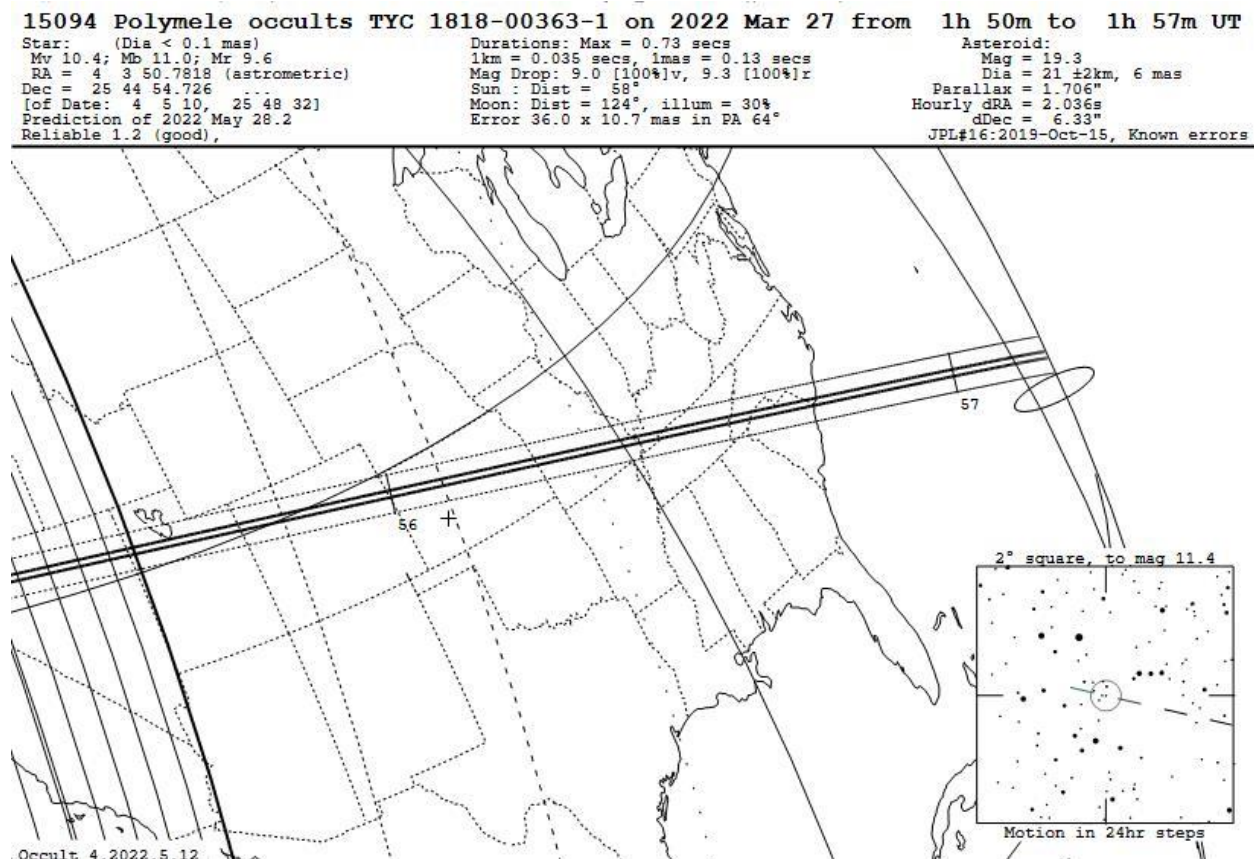 15094 Polymele occults TYC 1818-00363-1 on 2022 Mar 27 from 1h 50m to 1h 57m UT
Star: (Dia < 0.1 mas)
Mv 10.4; Mb 11.0; Mr 9.6
RA = 4 3 50.7818 (astrometric)
Dec = 25 44 54.726 ...
[of Date: 4 5 10, 25 48 32]
Prediction of 2022 May 28.2
Reliable 1.2 (good),
Durations: Max = 0.73 secs
1km = 0.035 secs, 1mas = 0.13 secs
Mag Drop: 9.0 [100%]v, 9.3 [100%]r
Sun : Dist = 58°
Moon: Dist = 124°, illum = 30%
Error 36.0 x 10.7 mas in PA 64°
Asteroid:
Mag = 19.3
Dia = 21 ±2km, 6 mas
Parallax = 1.706"
Hourly dRA = 2.036s
dDec = 6.33"
JPL#16:2019-Oct-15, Known errors
57
56
2° square, to mag 11.4
Motion in 24hr steps
Occult 4.2022.5.12